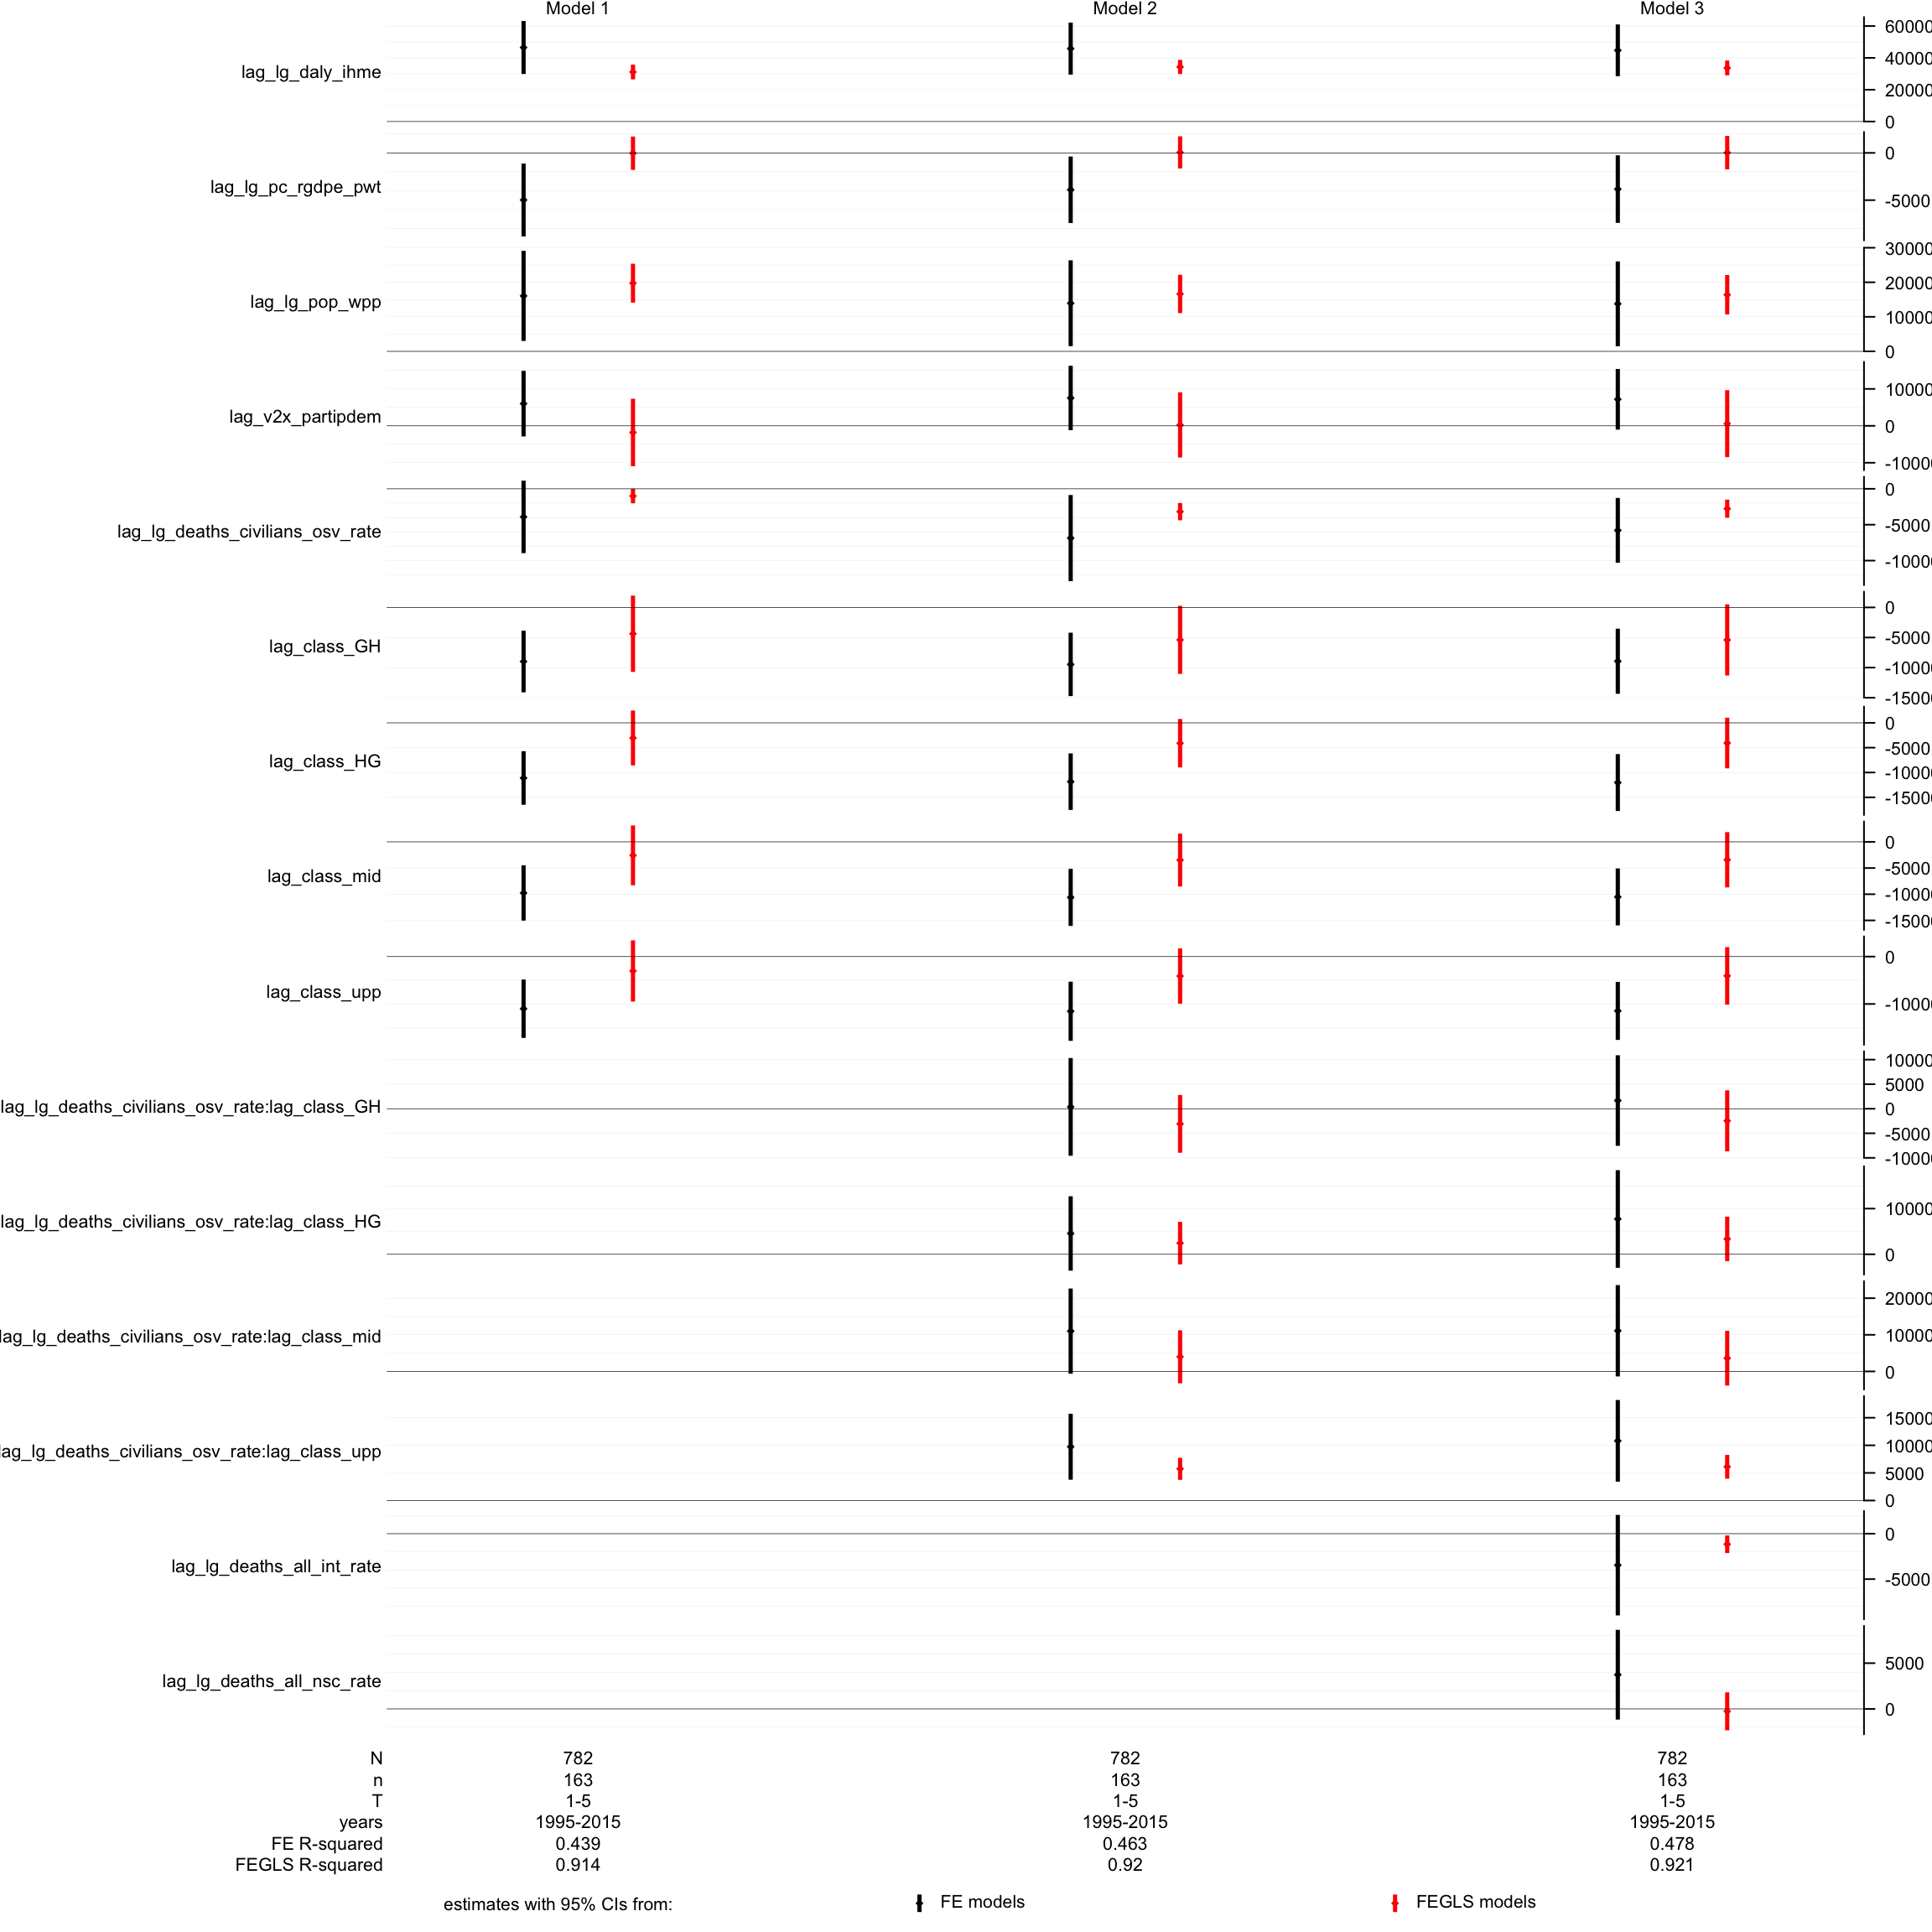 Model 1 Model 2 Model 3
lag_lg_daly_ihme
60000
40000
20000
0
lag_lg_pc_rgdpe_pwt
0
-5000
lag_lg_pop_wpp
30000
20000
10000
0
lag_v2x_partipdem
10000
0
-10000
lag_lg_deaths_civilians_osv_rate
0
-5000
-10000
lag_class_GH
0
-5000
-10000
-15000
lag_class_HG
0
-5000
-10000
-15000
lag_class_mid
0
-5000
-10000
-15000
lag_class_upp
0
-10000
lag_lg_deaths_civilians_osv_rate:lag_class_GH
10000
5000
0
-5000
-10000
lag_lg_deaths_civilians_osv_rate:lag_class_HG
10000
0
lag_lg_deaths_civilians_osv_rate:lag_class_mid
20000
10000
0
lag_lg_deaths_civilians_osv_rate:lag_class_upp
15000
10000
5000
0
lag_lg_deaths_all_int_rate
0
-5000
lag_lg_deaths_all_nsc_rate
5000
0
N 782 782 782
n 163 163 163
T 1-5 1-5 1-5
years 1995-2015 1995-2015 1995-2015
FE R-squared 0.439 0.463 0.478
FEGLS R-squared 0.914 0.92 0.921
estimates with 95% CIs from: FE models FEGLS models